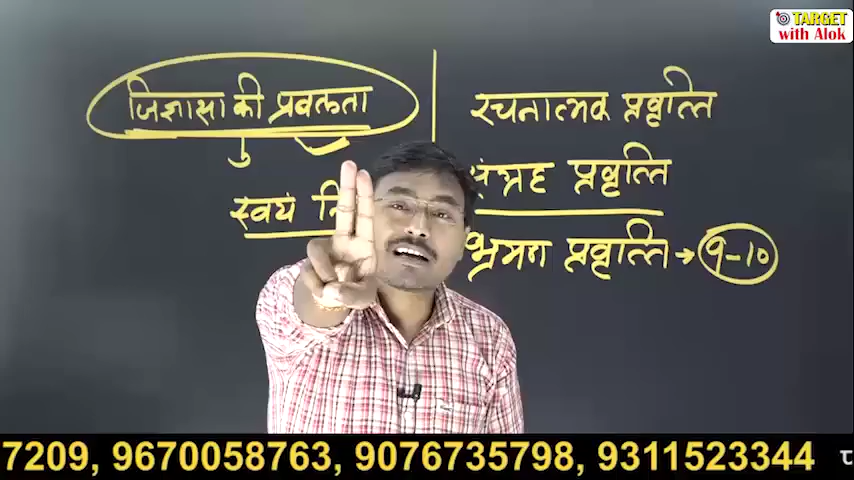 TARGET
with Alok
जिज्ञासा की प्रबलता
स्वयं
रचनात्मक प्रवृत्ति
संग्रह प्रवृत्ति
भ्रमण प्रवृत्ति → 9-10
7209, 9670058763, 9076735798, 9311523344